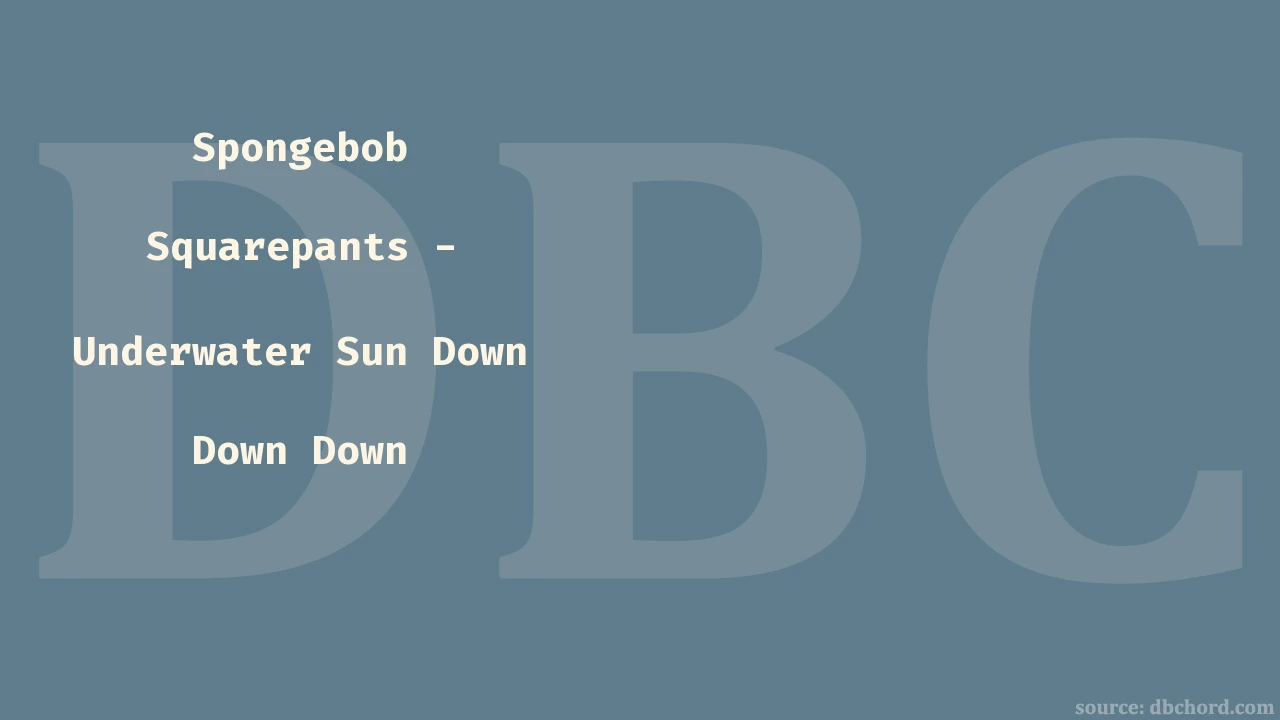 Spongebob
Squarepants -
Underwater Sun Down
Down Down
DBC
source: dbchord.com